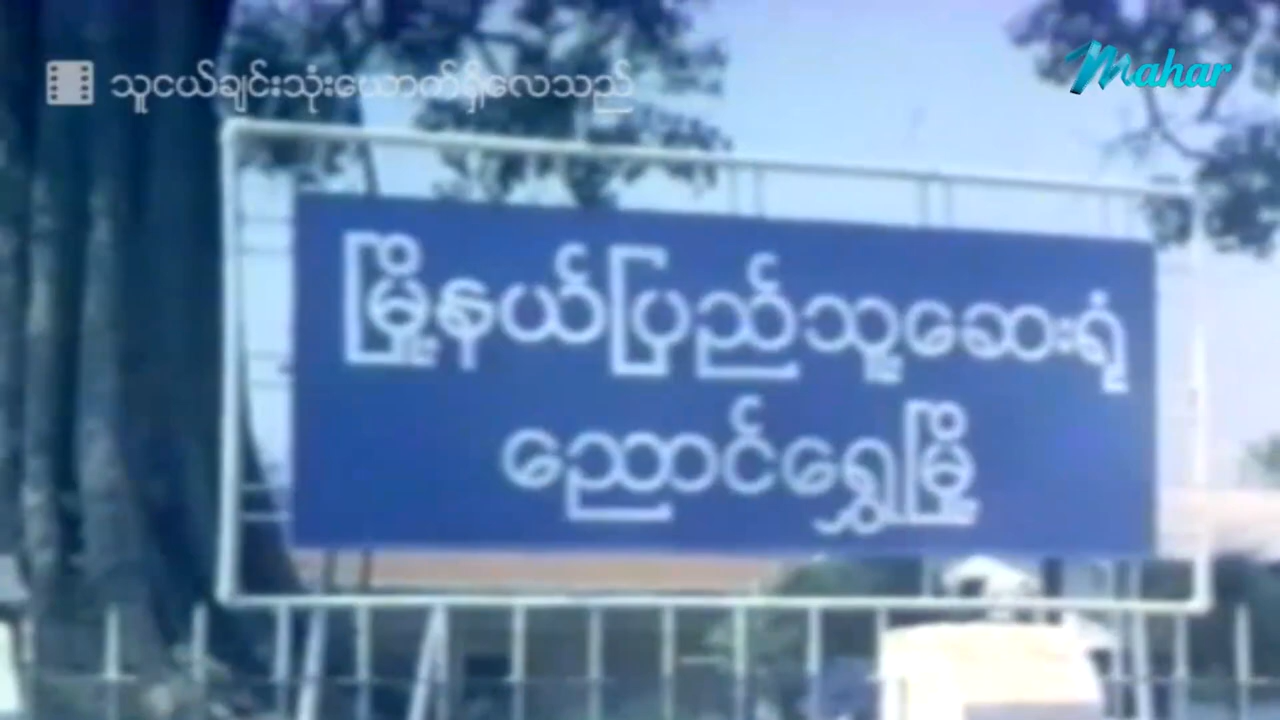 သူငယ်ချင်းသုံးယောက်ရှိလေသည်
Mahar
မြို့နယ်ပြည်သူ့ဆေးရုံ
ညောင်ရွှေမြို့